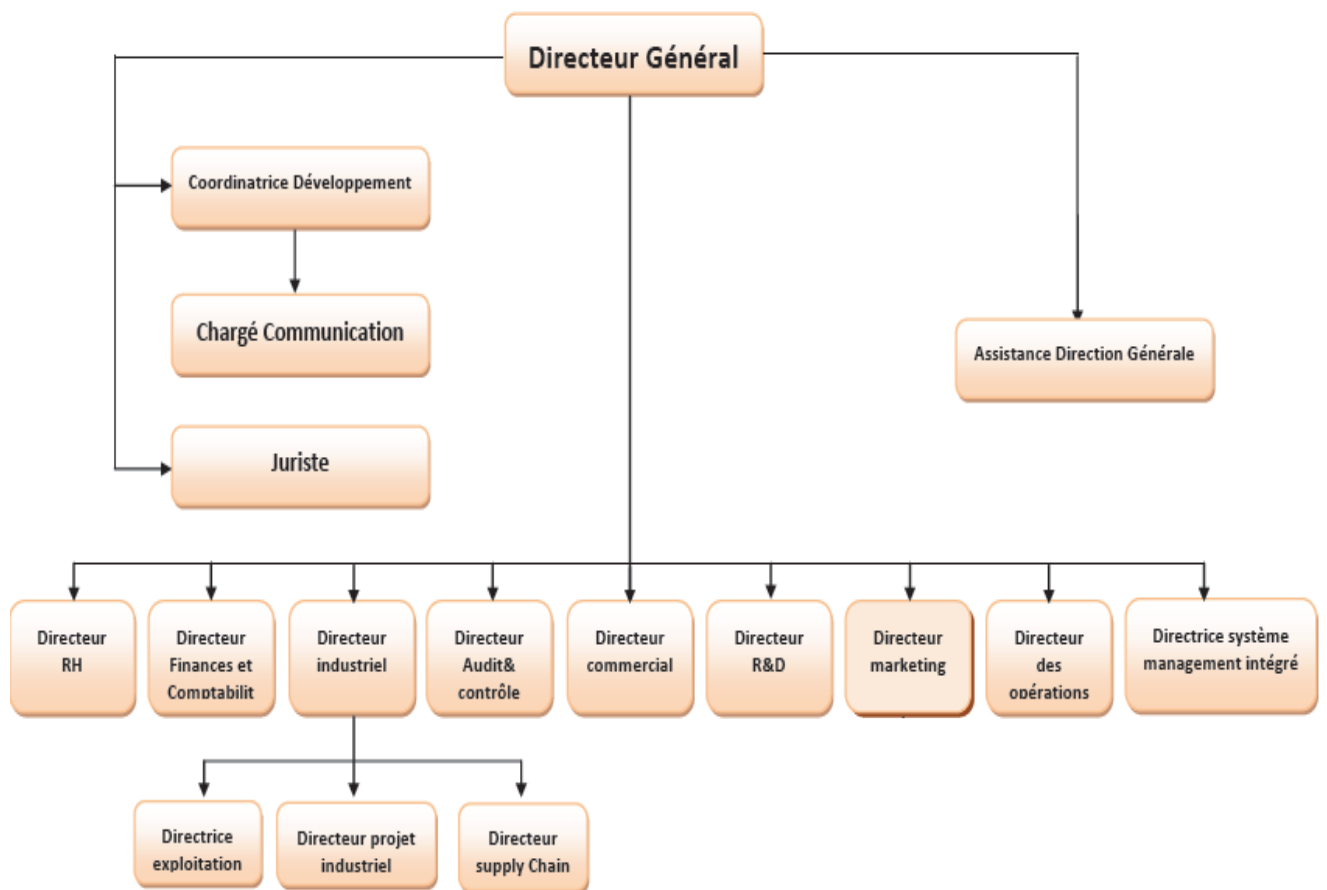 Directeur Général
Coordinatrice Développement
Chargé Communication
Assistance Direction Générale
Juriste
Directeur
RH
Directeur
Finances et
Comptabilit
Directeur
industriel
Directeur
Audit&
contrôle
Directeur
commercial
Directeur
R&D
Directeur
marketing
Directeur
des
opérations
Directrice système
management intégré
Directrice
exploitation
Directeur projet
industriel
Directeur
supply Chain